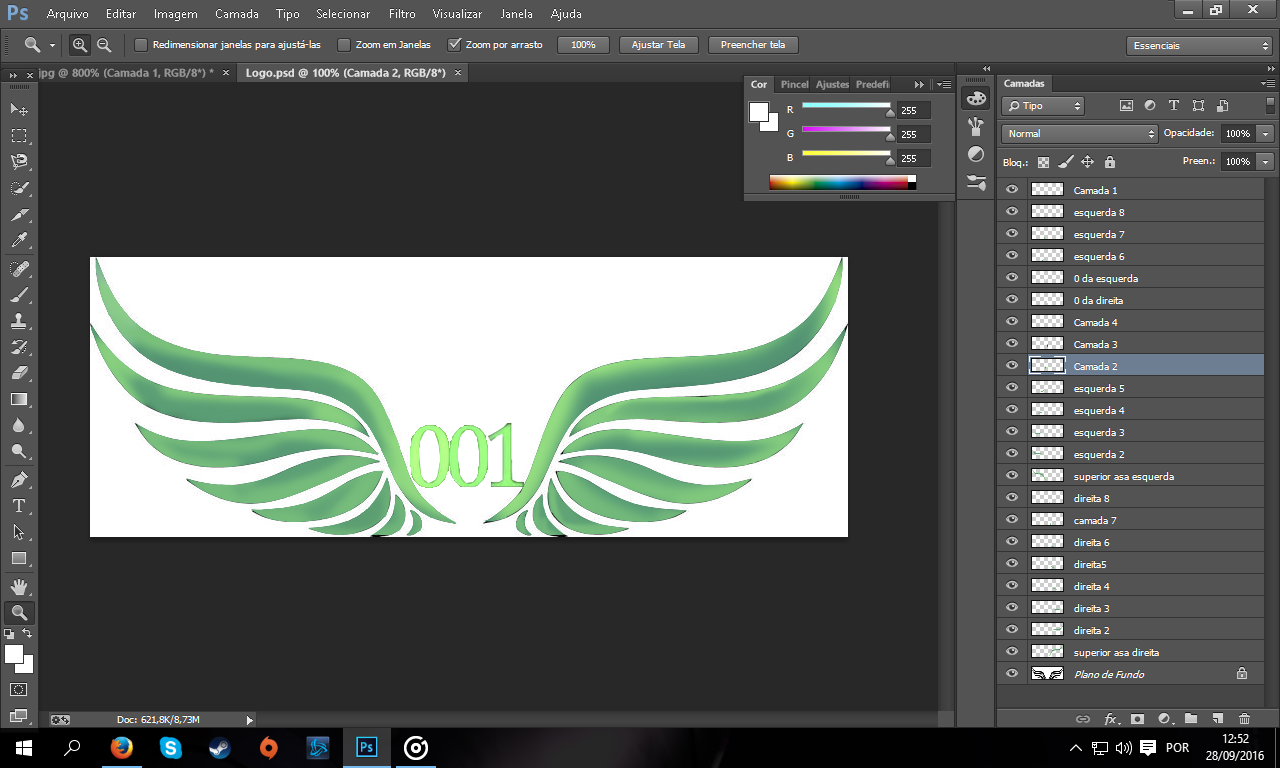 Ps Arquivo Editar Imagem Camada Tipo Selecionar Filtro Visualizar Janela Ajuda
Redimensionar janelas para ajustá-las Zoom em Janelas Zoom por arrasto 100% Ajustar Tela Preencher tela Essenciais
jpg @ 800% (Camada 1, RGB/8*) * × Logo.psd @ 100% (Camada 2, RGB/8*) ×
Cor Pincel Ajustes Predefi
R 255
G 255
B 255
Camadas
Tipo
Normal Opacidade: 100%
Bloq.: Preen.: 100%
Camada 1
esquerda 8
esquerda 7
esquerda 6
0 da esquerda
0 da direita
Camada 4
Camada 3
Camada 2
esquerda 5
esquerda 4
esquerda 3
esquerda 2
superior asa esquerda
direita 8
camada 7
direita 6
direita5
direita 4
direita 3
direita 2
superior asa direita
Plano de Fundo
001
Doc: 621,8K/8,73M
Ps
POR
12:52
28/09/2016